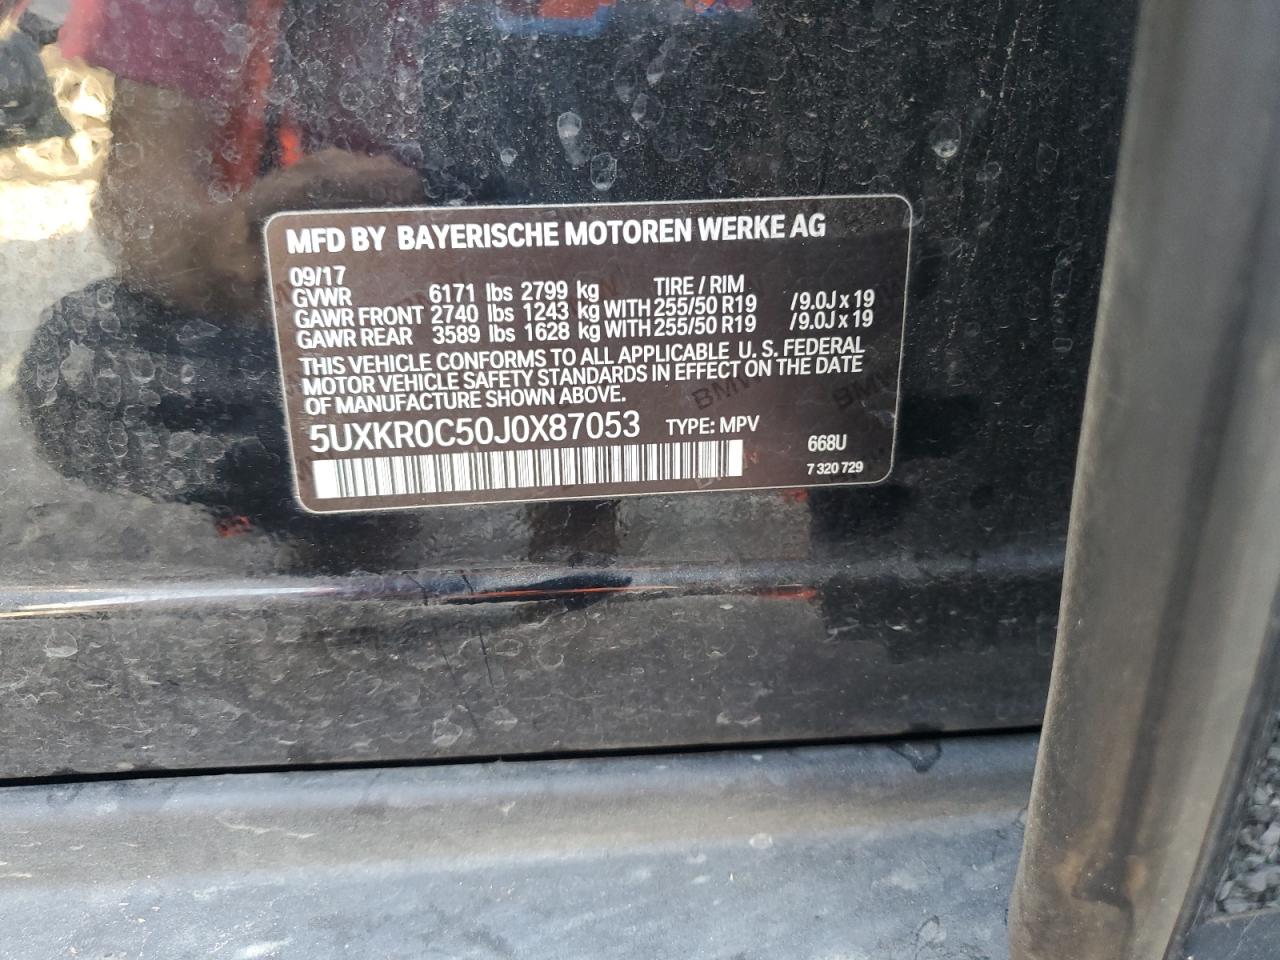 MFD BY BAYERISCHE MOTOREN WERKE AG
09/17 TIRE / RIM
GVWR 6171 lbs 2799 kg
GAWR FRONT 2740 lbs 1243 kg WITH 255/50 R19 /9.0J x 19
GAWR REAR 3589 lbs 1628 kg WITH 255/50 R19 /9.0J x 19
THIS VEHICLE CONFORMS TO ALL APPLICABLE U. S. FEDERAL
MOTOR VEHICLE SAFETY STANDARDS IN EFFECT ON THE DATE
OF MANUFACTURE SHOWN ABOVE.
5UXKR0C50J0X87053 TYPE: MPV 668U
7 320 729